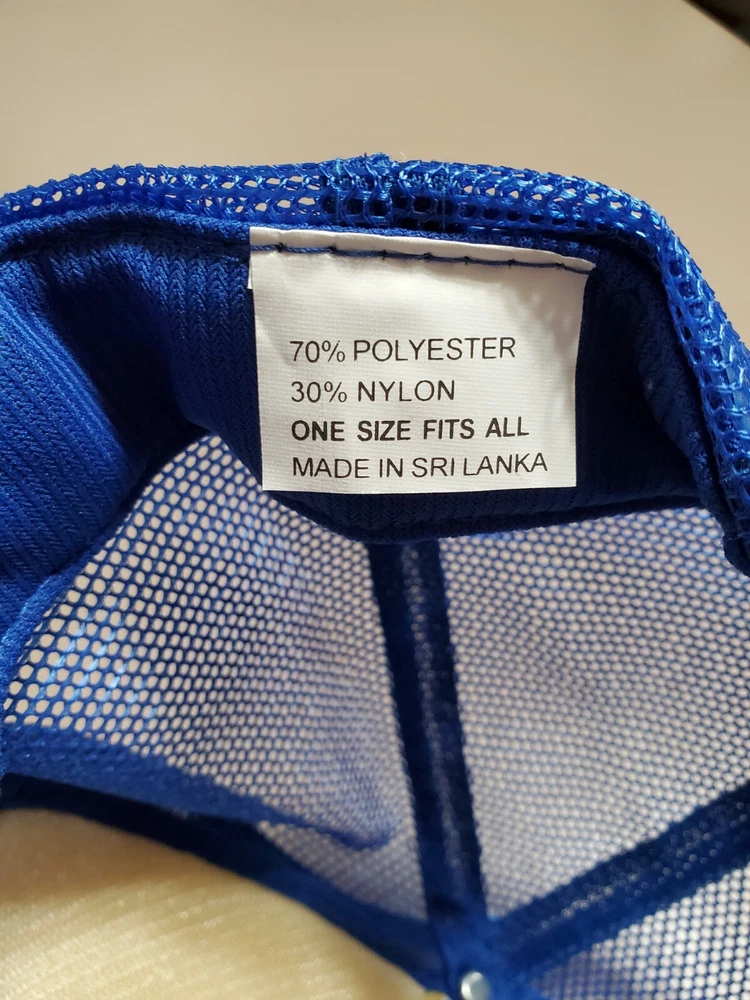 70% POLYESTER
30% NYLON
ONE SIZE FITS ALL
MADE IN SRI LANKA